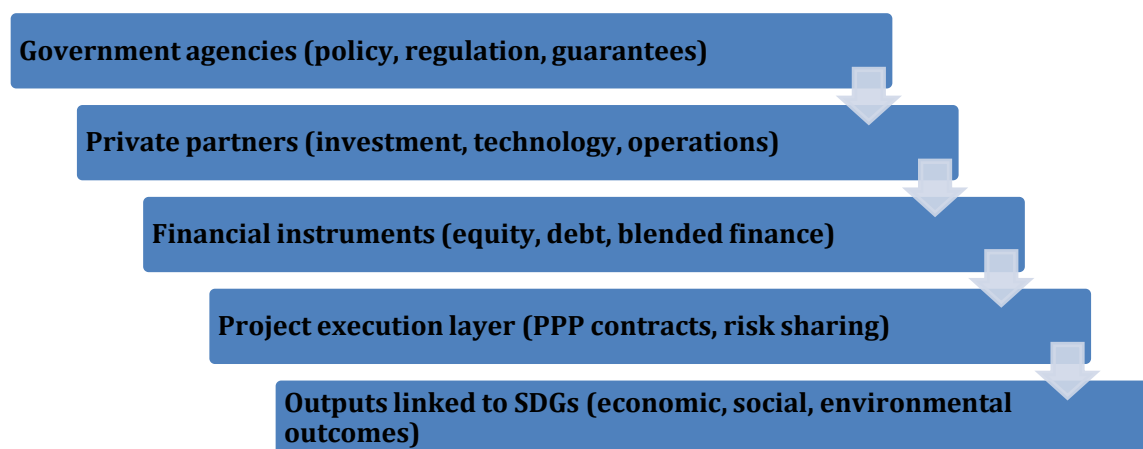 Government agencies (policy, regulation, guarantees)
Private partners (investment, technology, operations)
Financial instruments (equity, debt, blended finance)
Project execution layer (PPP contracts, risk sharing)
Outputs linked to SDGs (economic, social, environmental
outcomes)